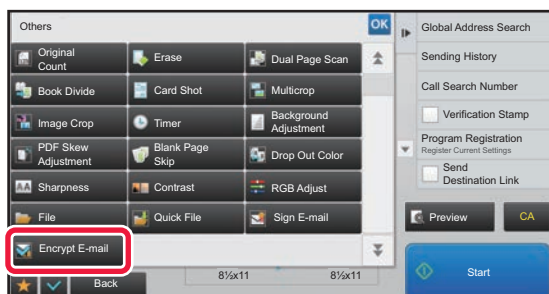 Others
OK
Original
Count
Erase
Dual Page Scan
Book Divide
Card Shot
Multicrop
Image Crop
Timer
Background
Adjustment
PDF Skew
Adjustment
Blank Page
Skip
Drop Out Color
AA Sharpness
Contrast
RGB Adjust
File
Quick File
Sign E-mail
Encrypt E-mail
Back
8½x11
8½x11
Global Address Search
Sending History
Call Search Number
Verification Stamp
Program Registration
Register Current Settings
Send
Destination Link
Preview
CA
Start